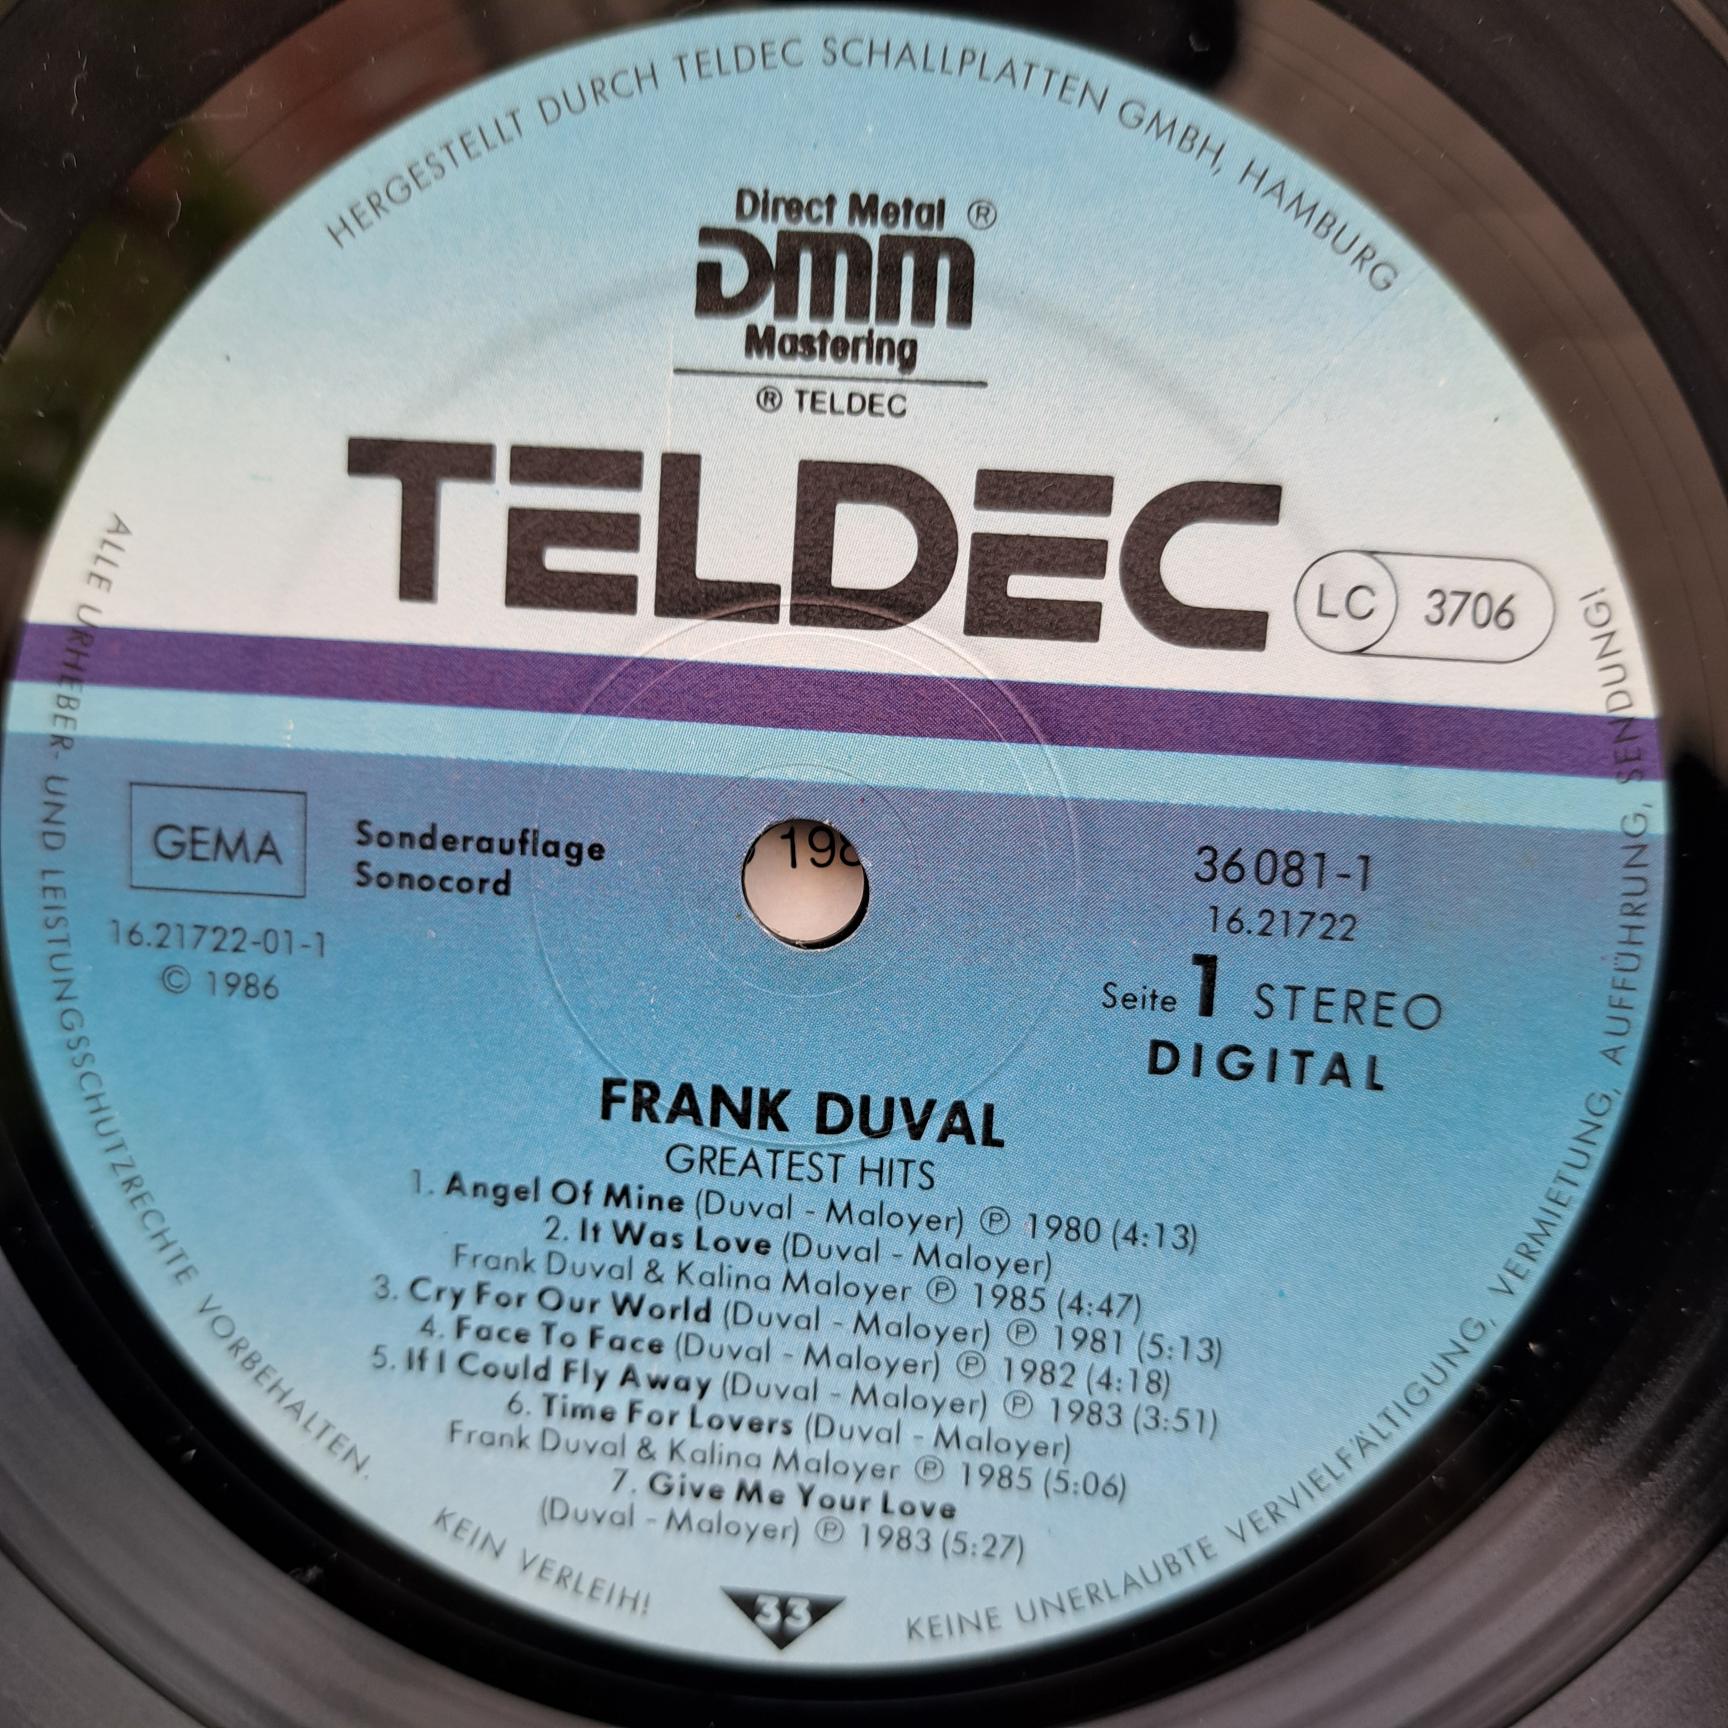 HERGESTELLT DURCH TELDEC SCHALLPLATTEN GMBH, HAMBURG
Direct Metal ®
DMM
Mastering
® TELDEC
TELDEC
LC 3706
GEMA
Sonderauflage
Sonocord
16.21722-01-1
© 1986
198
36081-1
16.21722
Seite 1 STEREO
DIGITAL
FRANK DUVAL
GREATEST HITS
1. Angel Of Mine (Duval - Maloyer) ℗ 1980 (4:13)
2. It Was Love (Duval - Maloyer)
Frank Duval & Kalina Maloyer ℗ 1985 (4:47)
3. Cry For Our World (Duval - Maloyer) ℗ 1981 (5:13)
4. Face To Face (Duval - Maloyer) ℗ 1982 (4:18)
5. If I Could Fly Away (Duval - Maloyer) ℗ 1983 (3:51)
6. Time For Lovers (Duval - Maloyer)
Frank Duval & Kalina Maloyer ℗ 1985 (5:06)
7. Give Me Your Love
(Duval - Maloyer) ℗ 1983 (5:27)
33
ALLE URHEBER- UND LEISTUNGSSCHUTZRECHTE VORBEHALTEN.
KEIN VERLEIH!
KEINE UNERLAUBTE VERVIELFÄLTIGUNG, VERMIETUNG, AUFFÜHRUNG, SENDUNG!